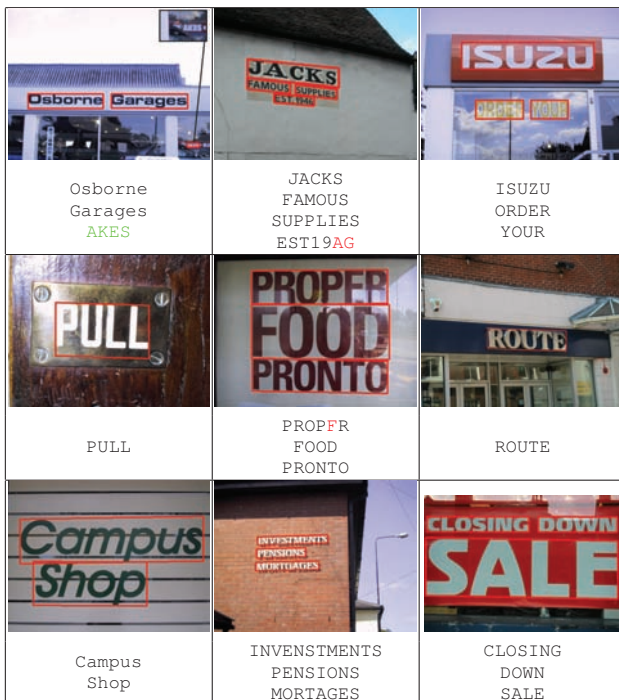 AKES
Osborne Garages
Osborne
Garages
AKES
JACKS
FAMOUS SUPPLIES
EST.1946
JACKS
FAMOUS
SUPPLIES
EST19AG
ISUZU
ORDER YOUR
ISUZU
ORDER
YOUR
PULL
PULL
PROPER
FOOD
PRONTO
PROPFR
FOOD
PRONTO
ROUTE
ROUTE
Campus
Shop
Campus
Shop
INVESTMENTS
PENSIONS
MORTGAGES
INVENSTMENTS
PENSIONS
MORTAGES
CLOSING DOWN
SALE
CLOSING
DOWN
SALE